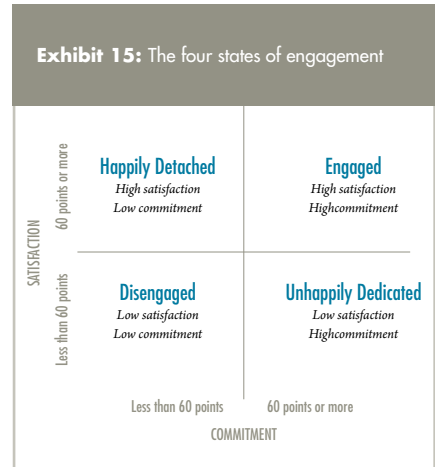 Exhibit 15: The four states of engagement
SATISFACTION
60 points or more
Happily Detached
High satisfaction
Low commitment
Engaged
High satisfaction
Highcommitment
Less than 60 points
Disengaged
Low satisfaction
Low commitment
Unhappily Dedicated
Low satisfaction
Highcommitment
Less than 60 points
60 points or more
COMMITMENT